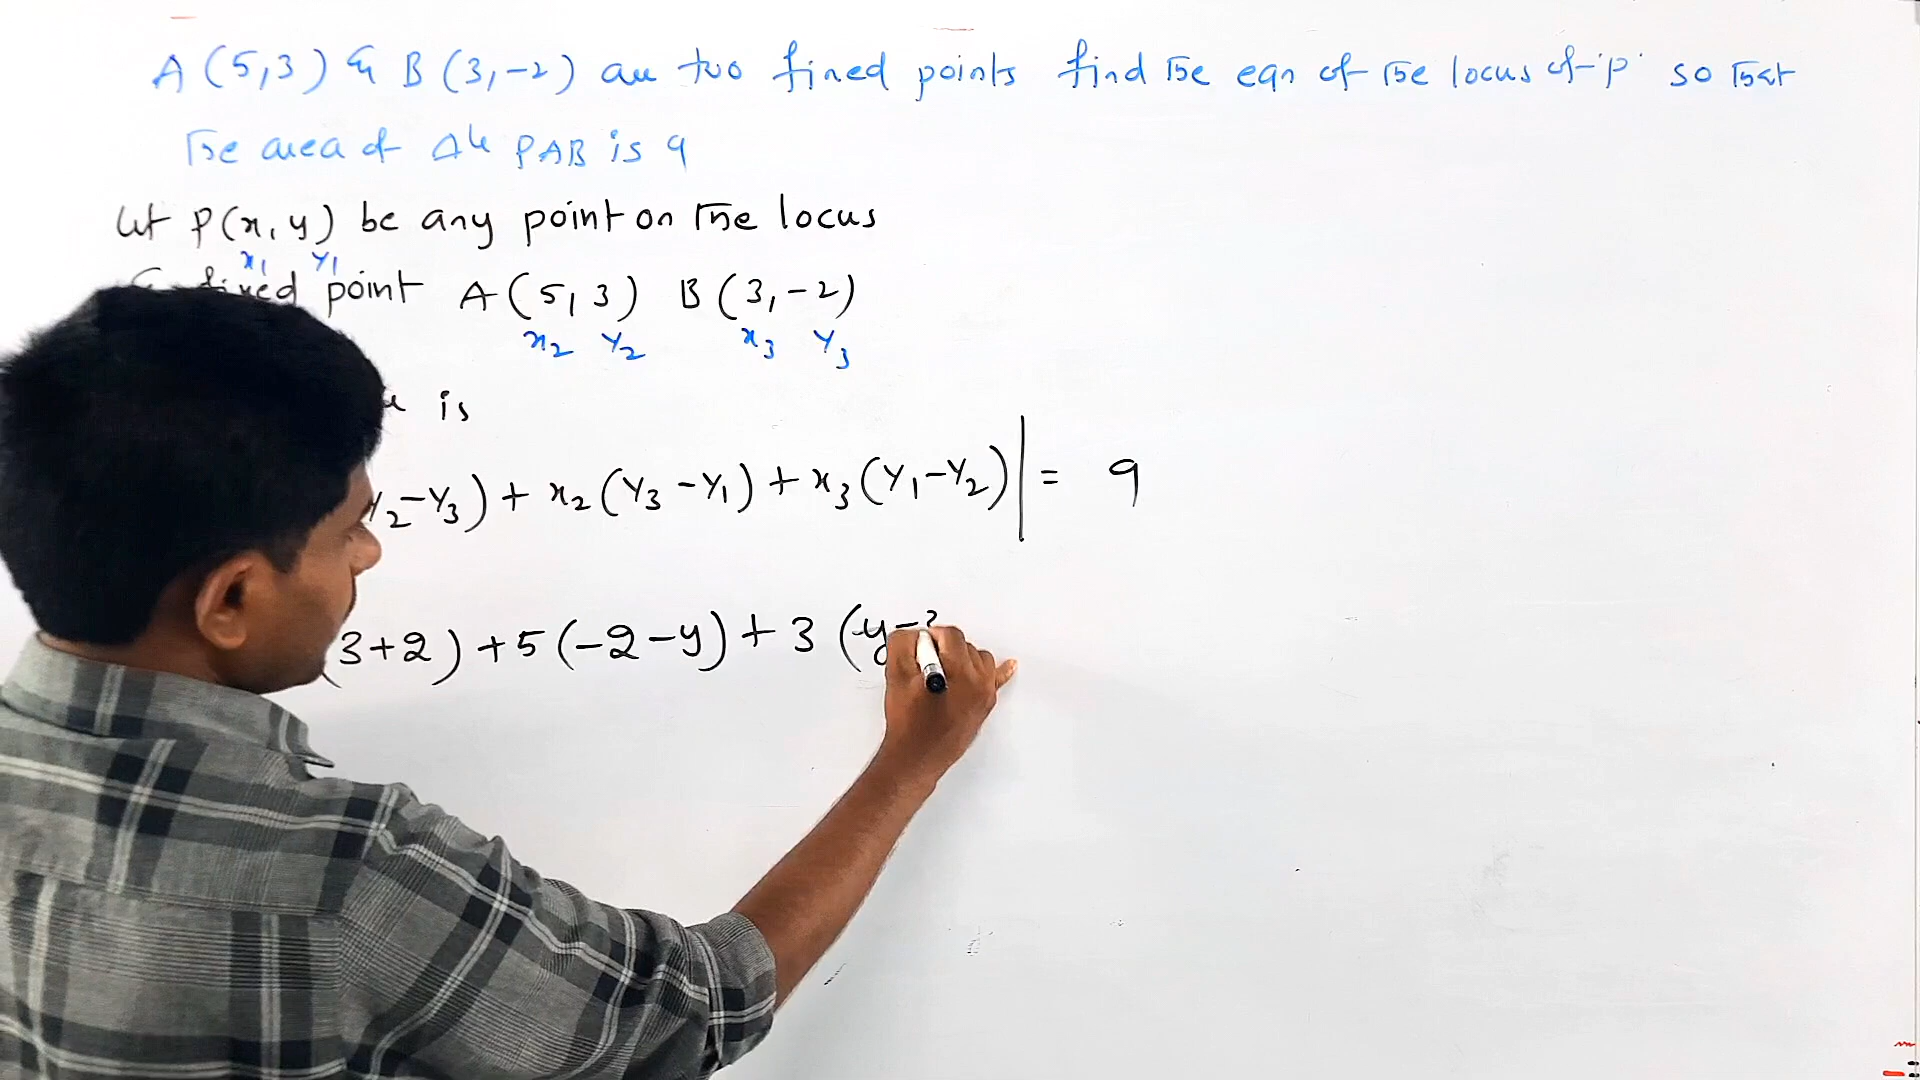 A (5,3) & B (3,-2) are two fixed points find the eqn of the locus of 'p' so that
the area of Δle PAB is 9
let P(x, y) be any point on the locus
x1 y1
& fixed point A (5, 3) B (3, -2)
x2 y2 x3 y3
is
y2-y3) + x2 (y3-y1) + x3 (y1-y2)| = 9
(3+2) +5 (-2-y) + 3 (y-3